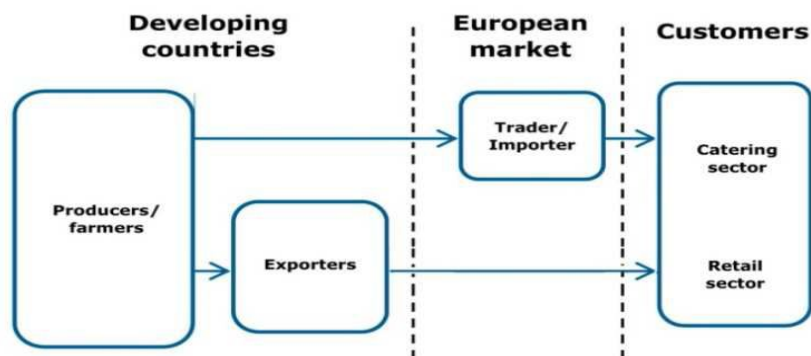 Developing
countries
European
market
Customers
Trader/
Importer
Catering
sector
Producers/
farmers
Exporters
Retail
sector